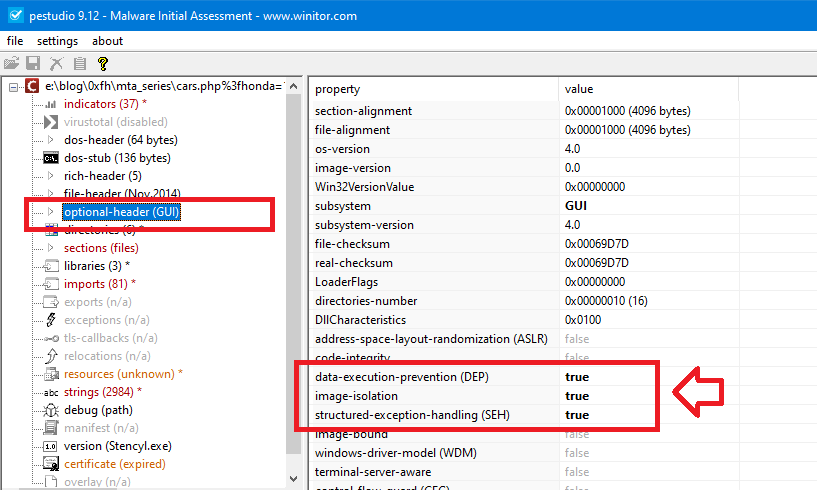 pestudio 9.12 - Malware Initial Assessment - www.winitor.com
file settings about
e:\blog\0xfh\mta_series\cars.php%3fhonda=
indicators (37) *
virustotal (disabled)
dos-header (64 bytes)
dos-stub (136 bytes)
rich-header (5)
file-header (Nov.2014)
optional-header (GUI)
directories (6) *
sections (files)
libraries (3) *
imports (81) *
exports (n/a)
exceptions (n/a)
tls-callbacks (n/a)
relocations (n/a)
resources (unknown) *
abc strings (2984) *
debug (path)
manifest (n/a)
1.0 version (Stencyl.exe)
certificate (expired)
overlay (n/a)
property value
section-alignment 0x00001000 (4096 bytes)
file-alignment 0x00001000 (4096 bytes)
os-version 4.0
image-version 0.0
Win32VersionValue 0x00000000
subsystem GUI
subsystem-version 4.0
file-checksum 0x00069D7D
real-checksum 0x00069D7D
LoaderFlags 0x00000000
directories-number 0x00000010 (16)
DllCharacteristics 0x0100
address-space-layout-randomization (ASLR) false
code-integrity false
data-execution-prevention (DEP) true
image-isolation true
structured-exception-handling (SEH) true
image-bound false
windows-driver-model (WDM) false
terminal-server-aware false
control-flow-guard (CFG) false